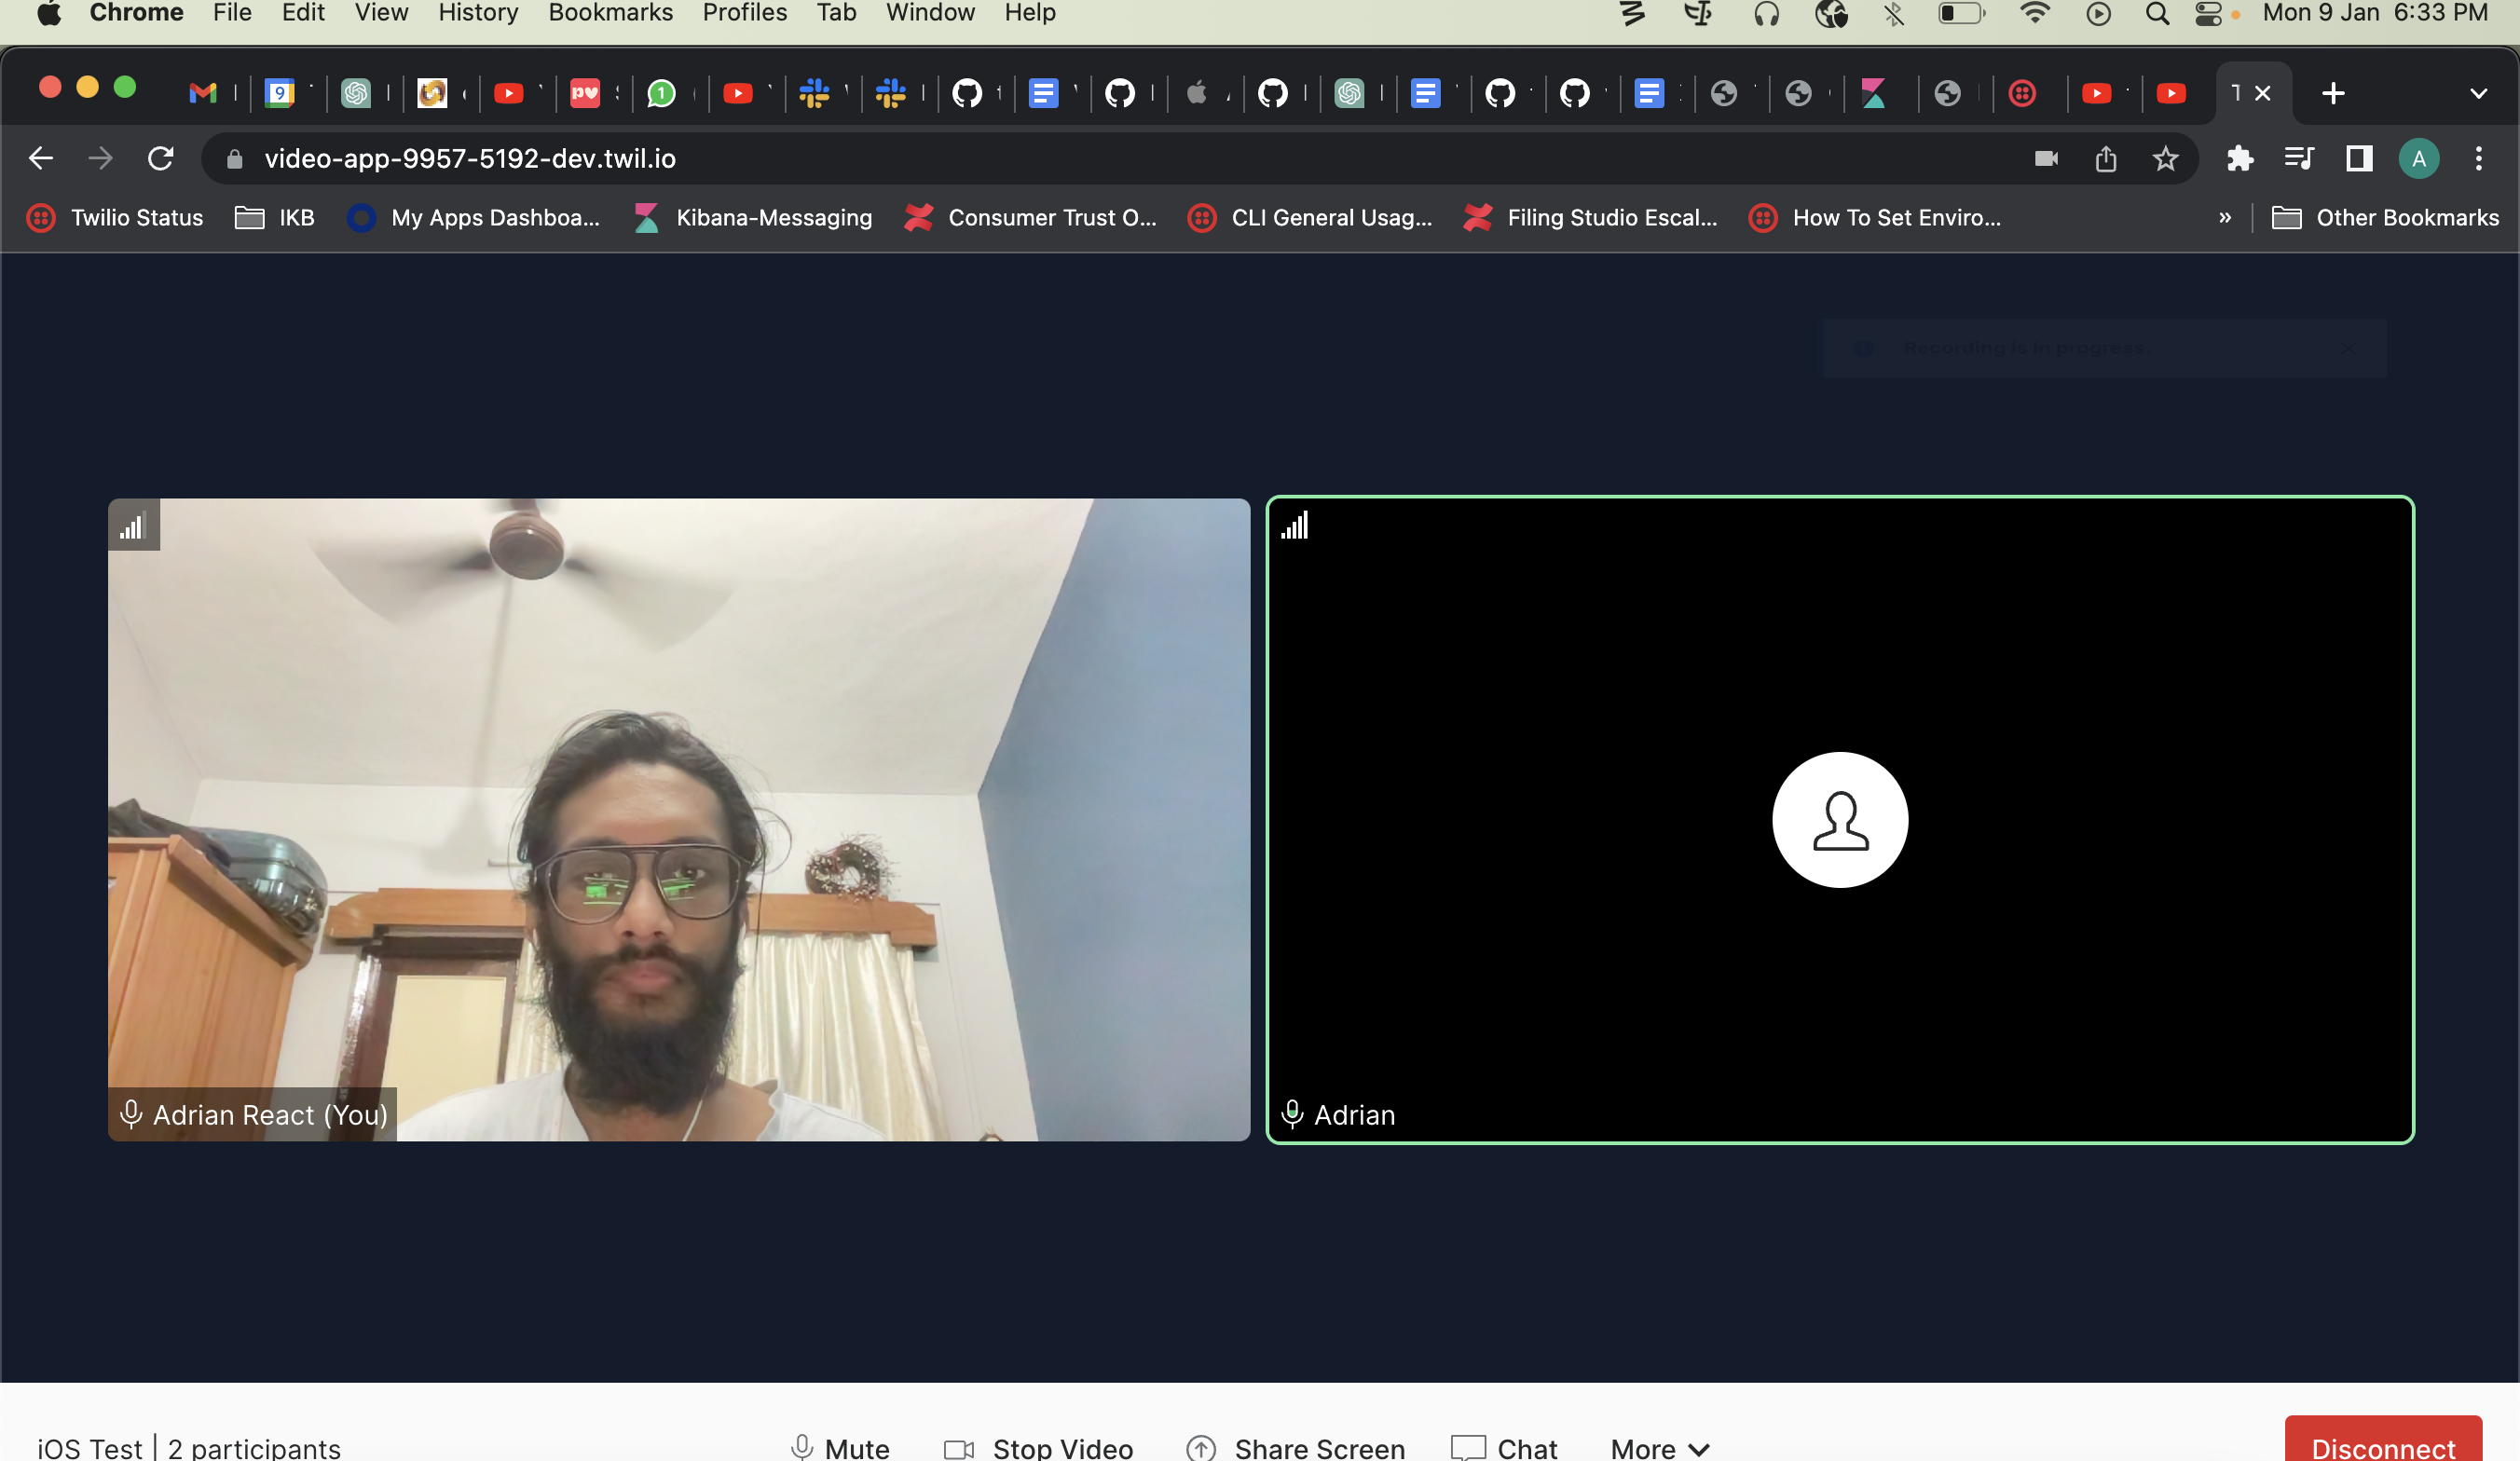 Chrome File Edit View History Bookmarks Profiles Tab Window Help Mon 9 Jan 6:33 PM
9 1 T
video-app-9957-5192-dev.twil.io A
Twilio Status IKB My Apps Dashboa... Kibana-Messaging Consumer Trust O... CLI General Usag... Filing Studio Escal... How To Set Enviro... » Other Bookmarks
Recording is in progress.
Adrian React (You) Adrian
iOS Test | 2 participants Mute Stop Video Share Screen Chat More Disconnect